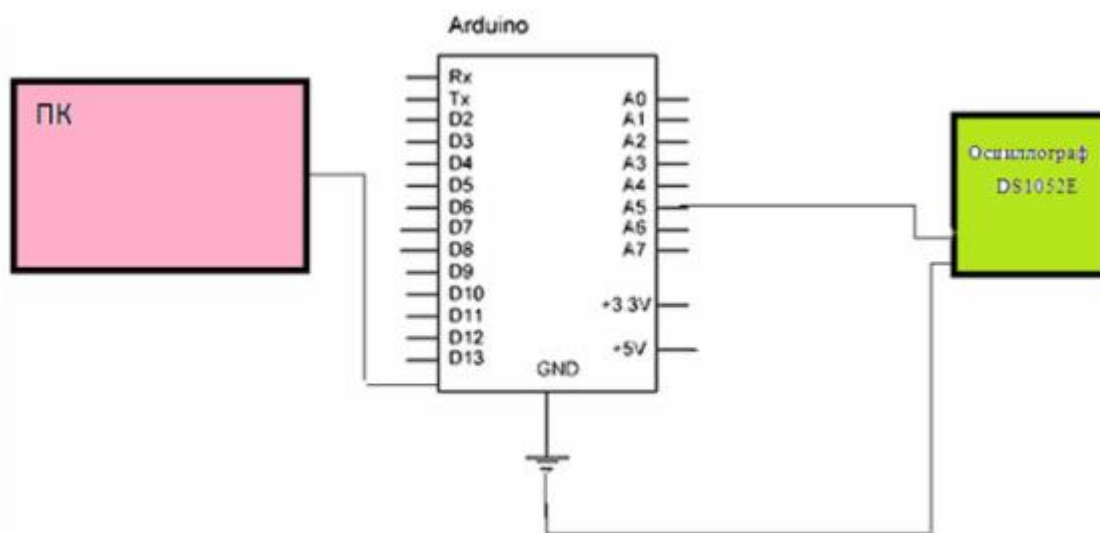 Arduino
ПК
Rx
Tx
D2
D3
D4
D5
D6
D7
D8
D9
D10
D11
D12
D13
A0
A1
A2
A3
A4
A5
A6
A7
+3.3V
+5V
GND
Осциллограф
DS1052E